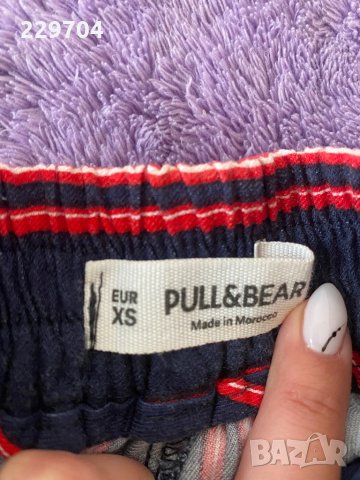 229704
EUR
XS
PULL&BEAR
Made in Morocco
BAZAR